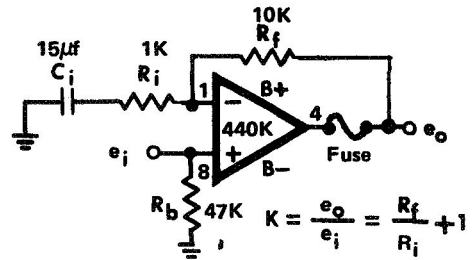 10K
15µf
1K
Rf
Ci
Ri
1
B+
−
440K
4
eo
ei
+
Fuse
8
B−
Rb
47K
K = eo/ei = Rf/Ri +1